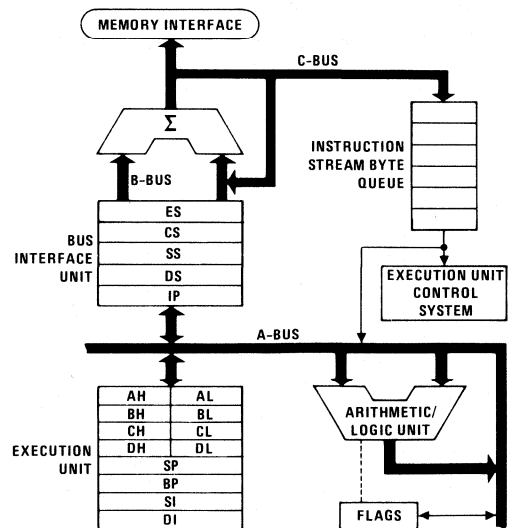 MEMORY INTERFACE
C-BUS
Σ
B-BUS
INSTRUCTION
STREAM BYTE
QUEUE
BUS
INTERFACE
UNIT
ES
CS
SS
DS
IP
EXECUTION UNIT
CONTROL
SYSTEM
A-BUS
EXECUTION
UNIT
AH AL
BH BL
CH CL
DH DL
SP
BP
SI
DI
ARITHMETIC/
LOGIC UNIT
FLAGS